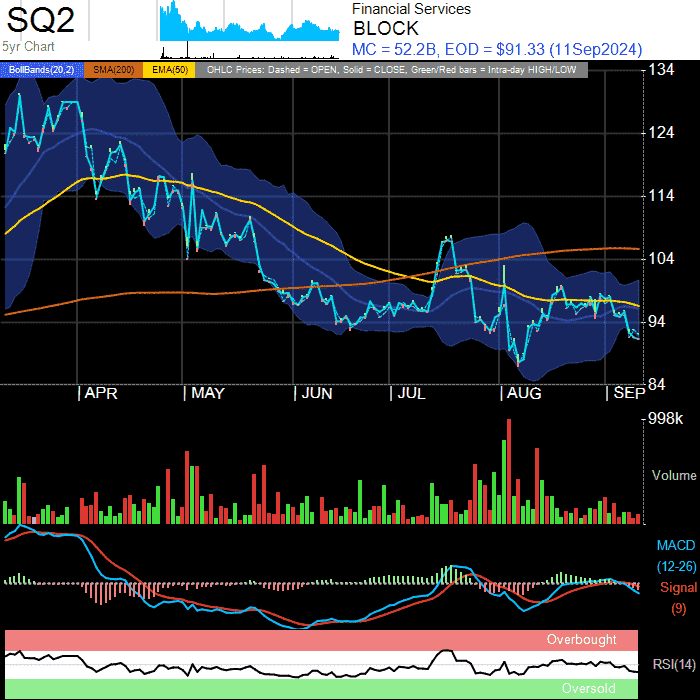 SQ2
5yr Chart
Financial Services
BLOCK
MC = 52.2B, EOD = $91.33 (11Sep2024)
BollBands(20,2) SMA(200) EMA(50) OHLC Prices: Dashed = OPEN, Solid = CLOSE, Green/Red bars = Intra-day HIGH/LOW
134
124
114
104
94
84
| APR | MAY | JUN | JUL | AUG | SEP
998k
Volume
MACD
(12-26)
Signal
(9)
Overbought
RSI(14)
Oversold